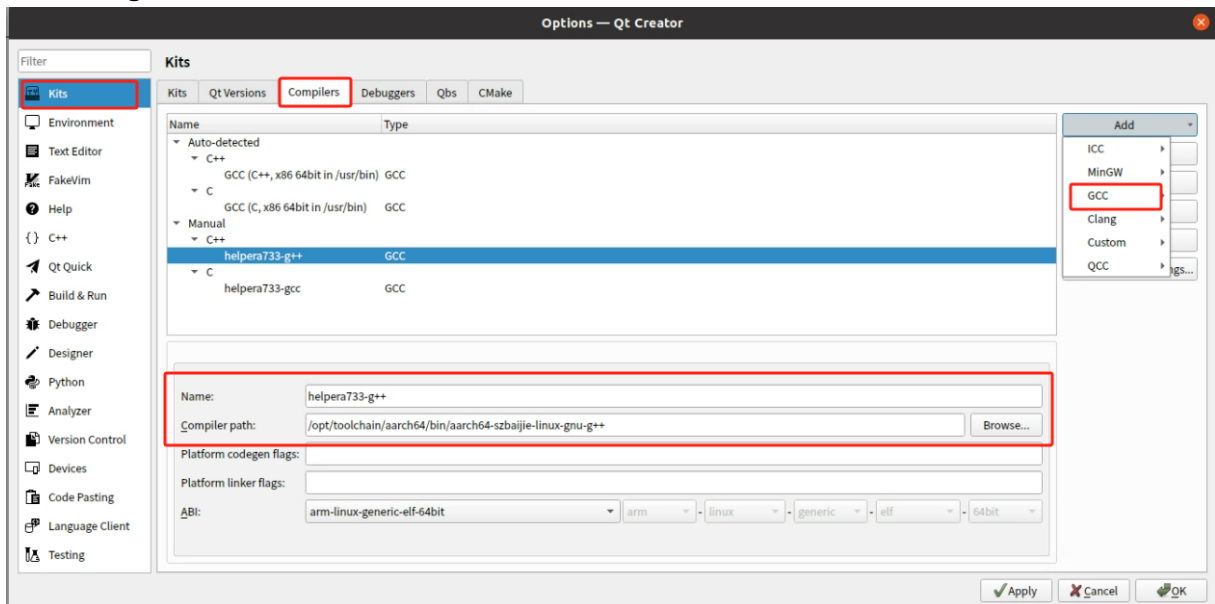 Options — Qt Creator
Filter
Kits
Kits
Environment
Text Editor
FakeVim
Help
{} C++
Qt Quick
Build & Run
Debugger
Designer
Python
Analyzer
Version Control
Devices
Code Pasting
Language Client
Testing
Kits Qt Versions Compilers Debuggers Qbs CMake
Name Type
Auto-detected
C++
GCC (C++, x86 64bit in /usr/bin) GCC
C
GCC (C, x86 64bit in /usr/bin) GCC
Manual
C++
helpera733-g++ GCC
C
helpera733-gcc GCC
Add
ICC
MinGW
GCC
Clang
Custom
QCC
Name: helpera733-g++
Compiler path: /opt/toolchain/aarch64/bin/aarch64-szbaijie-linux-gnu-g++ Browse...
Platform codegen flags:
Platform linker flags:
ABI: arm-linux-generic-elf-64bit arm - linux - generic - elf - 64bit
Apply Cancel OK